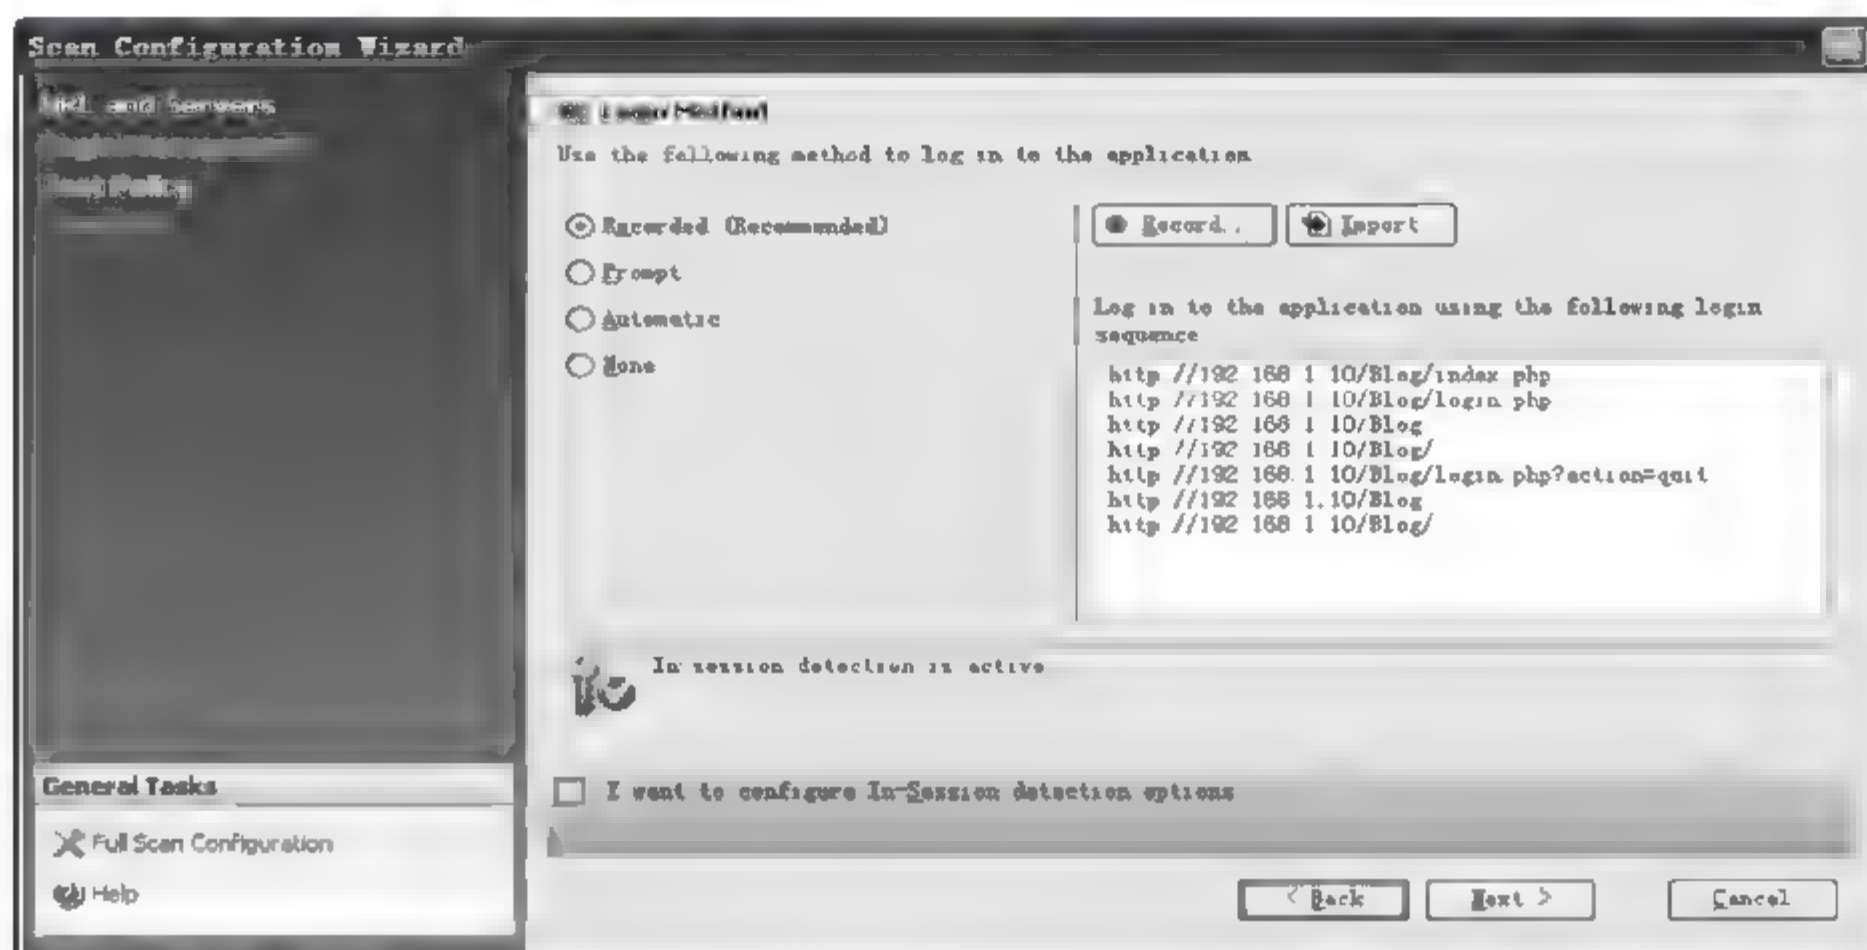 Scan Configuration Wizard
URL and Servers
Login Method
Use the following method to log in to the application
Recorded (Recommended)
Prompt
Automatic
None
Record..
Import
Log in to the application using the following login
sequence
http //192 168 1 10/Blog/index php
http //192 168 1 10/Blog/login php
http //192 168 1 10/Blog
http //192 168 1 10/Blog/
http //192 168.1 10/Blog/login php?action=quit
http //192 168 1.10/Blog
http //192 168 1 10/Blog/
In session detection is active
I want to configure In-Session detection options
General Tasks
Full Scan Configuration
Help
< Back
Next >
Cancel